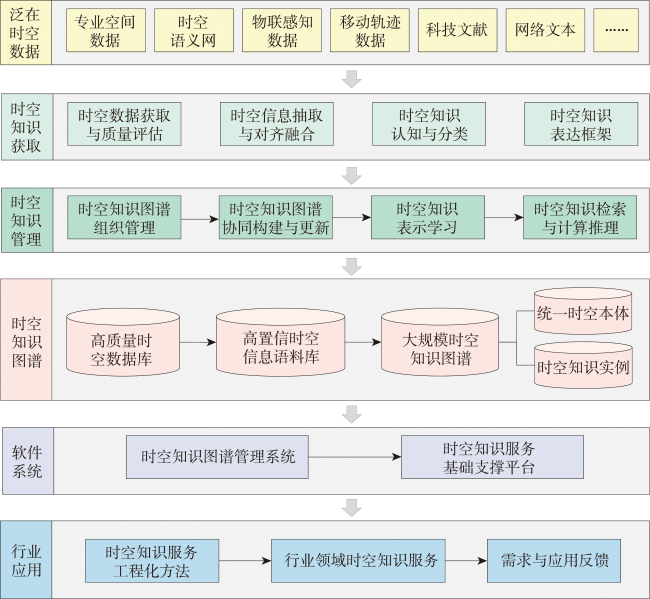 泛在
时空
数据
专业空间
数据
时空
语义网
物联感知
数据
移动轨迹
数据
科技文献
网络文本
……
时空
知识
获取
时空数据获取
与质量评估
时空信息抽取
与对齐融合
时空知识
认知与分类
时空知识
表达框架
时空
知识
管理
时空知识图谱
组织管理
时空知识图谱
协同构建与更新
时空知识
表示学习
时空知识检索
与计算推理
时空
知识
图谱
高质量时
空数据库
高置信时空
信息语料库
大规模时空
知识图谱
统一时空本体
时空知识实例
软件
系统
时空知识图谱管理系统
时空知识服务
基础支撑平台
行业
应用
时空知识服务
工程化方法
行业领域时空知识服务
需求与应用反馈